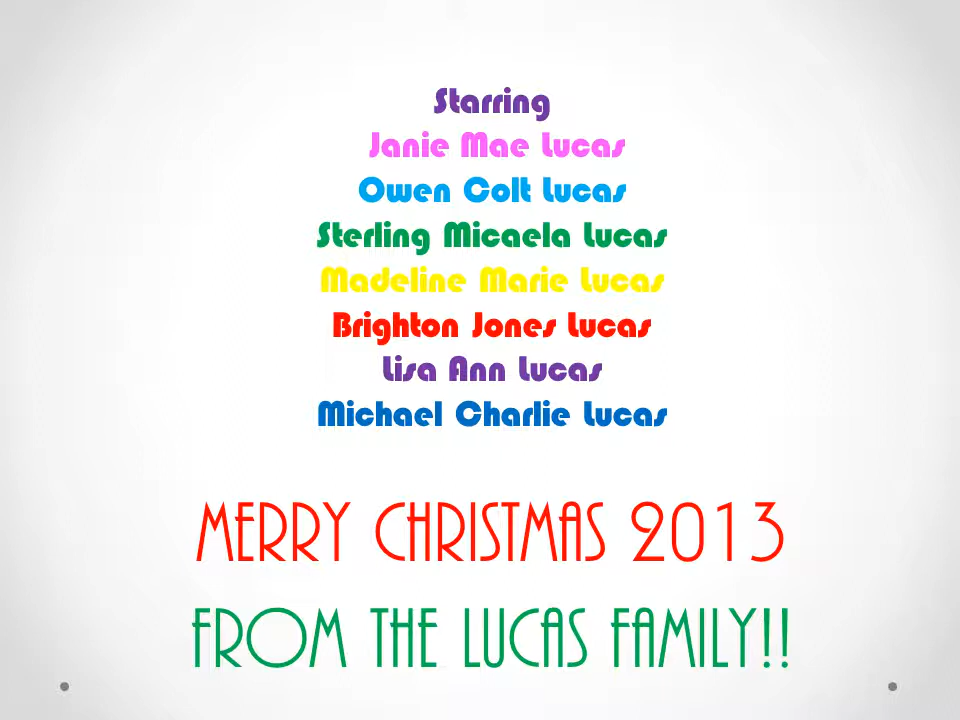 Starring
Janie Mae Lucas
Owen Colt Lucas
Sterling Micaela Lucas
Madeline Marie Lucas
Brighton Jones Lucas
Lisa Ann Lucas
Michael Charlie Lucas
MERRY CHRISTMAS 2013
FROM THE LUCAS FAMILY!!